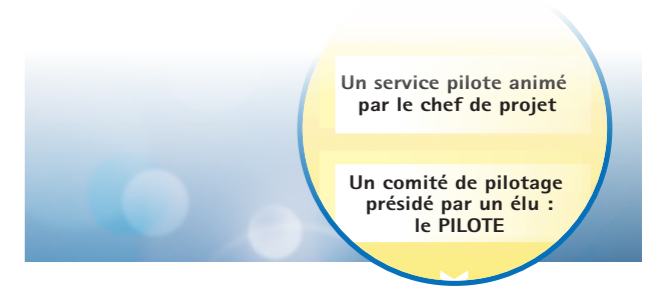 Un service pilote animé
par le chef de projet
Un comité de pilotage
présidé par un élu :
le PILOTE